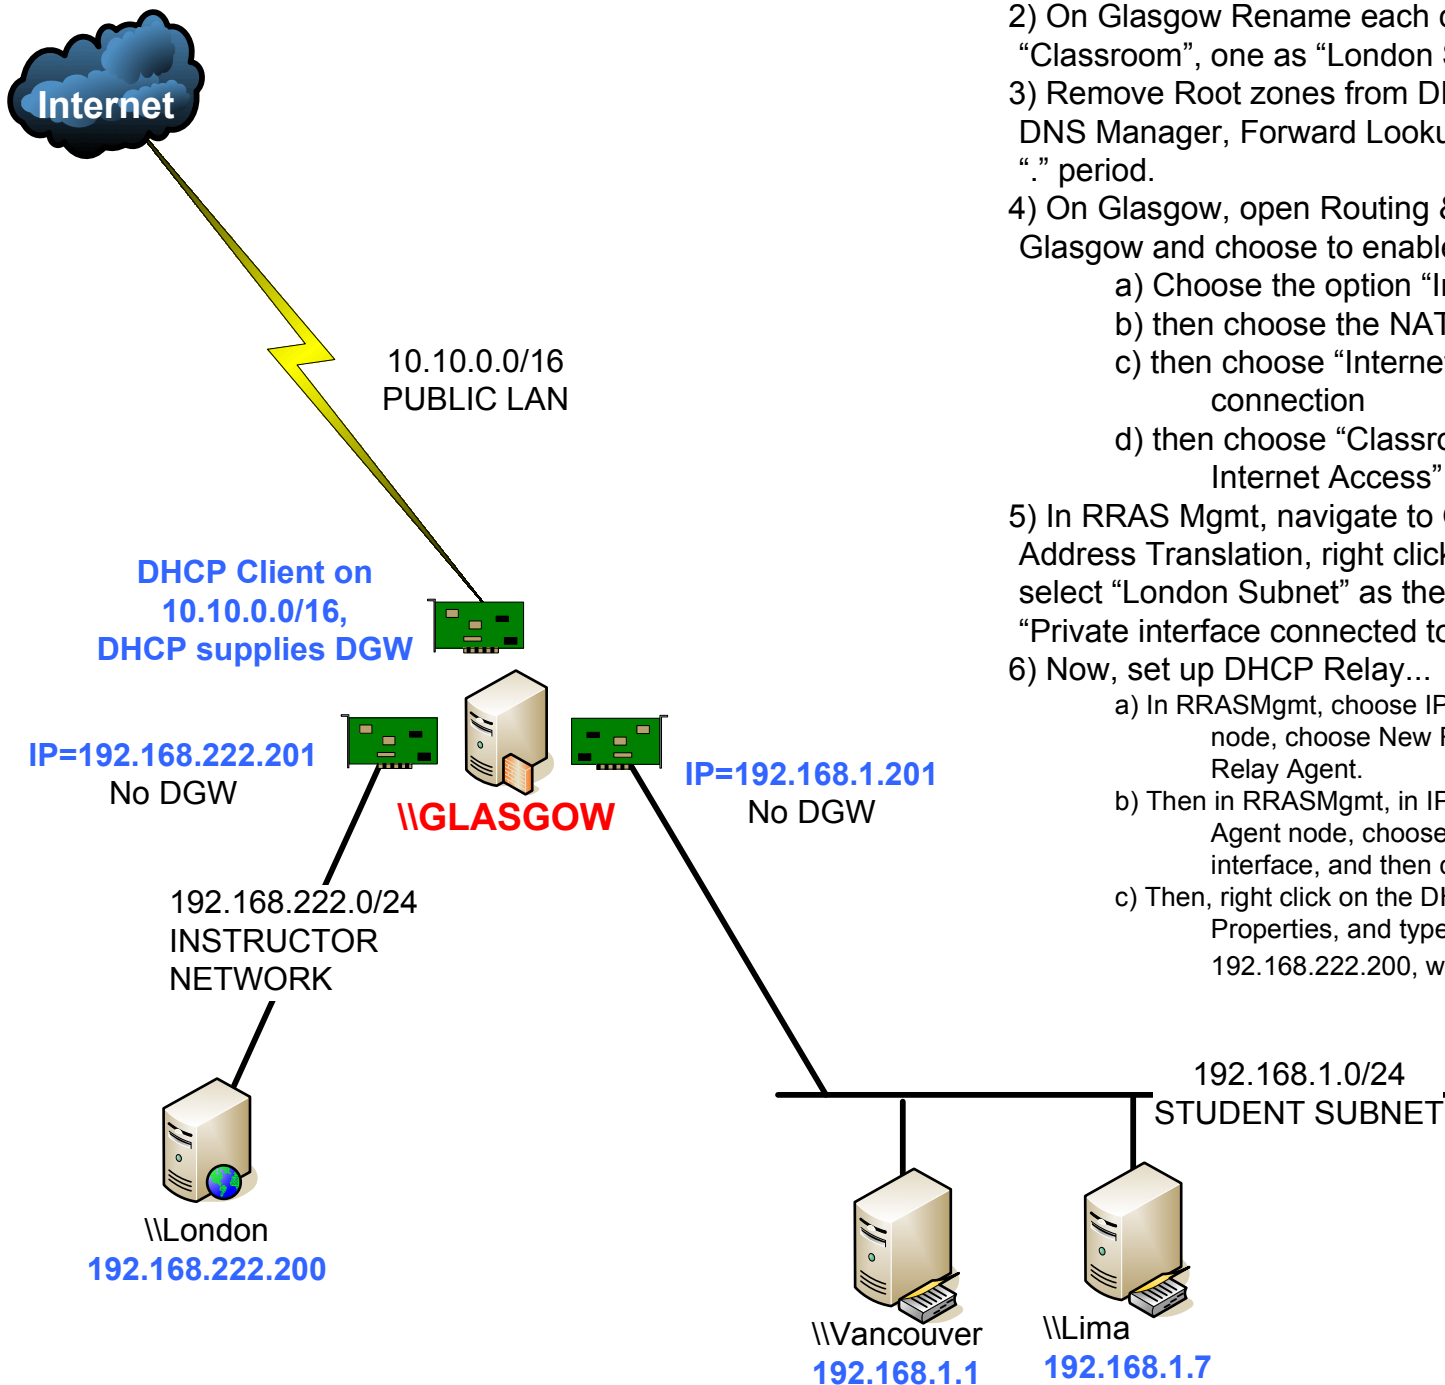 Internet
10.10.0.0/16
PUBLIC LAN
DHCP Client on
10.10.0.0/16,
DHCP supplies DGW
IP=192.168.222.201
No DGW
\\GLASGOW
IP=192.168.1.201
No DGW
192.168.222.0/24
INSTRUCTOR
NETWORK
\\London
192.168.222.200
192.168.1.0/24
STUDENT SUBNET
\\Vancouver
192.168.1.1
\\Lima
192.168.1.7
2) On Glasgow Rename each
“Classroom”, one as “London
3) Remove Root zones from
DNS Manager, Forward
“.” period.
4) On Glasgow, open Routing
Glasgow and choose to
a) Choose the option
b) then choose the NAT
c) then choose
connection
d) then choose
Internet Access”
5) In RRAS Mgmt, navigate to
Address Translation, right
select “London Subnet” as the
“Private interface connected to
6) Now, set up DHCP Relay...
a) In RRASMgmt, choose IP
node, choose New
Relay Agent.
b) Then in RRASMgmt, in
Agent node, choose
interface, and then
c) Then, right click on the
Properties, and type
192.168.222.200,